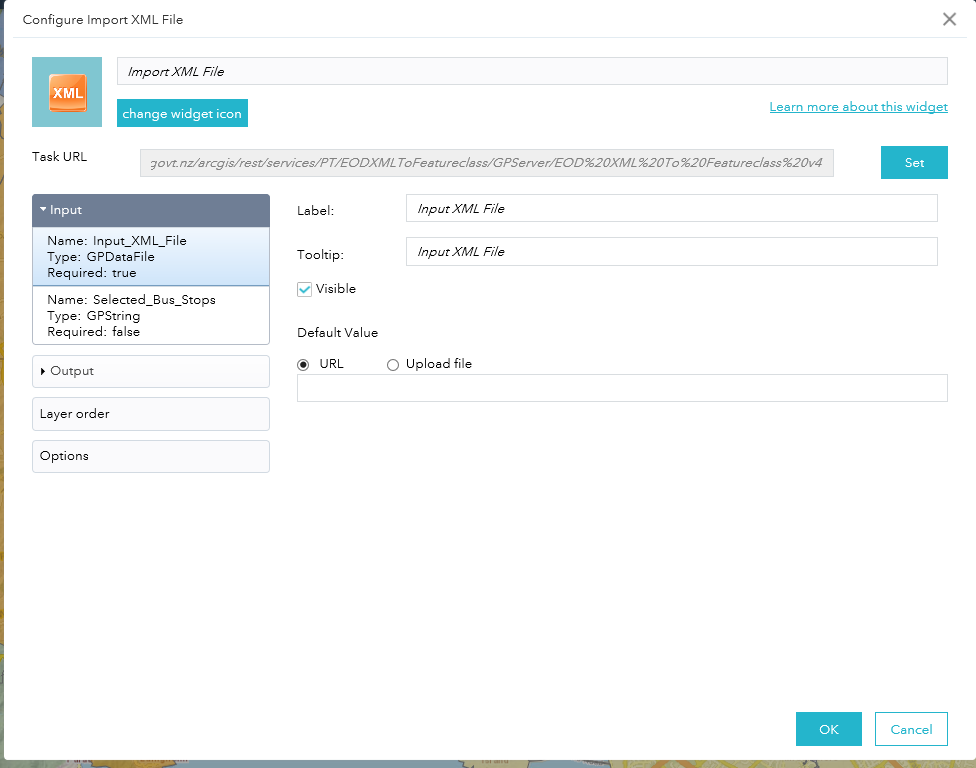 Configure Import XML File
XML
Import XML File
change widget icon
Learn more about this widget
Task URL
govt.nz/arcgis/rest/services/PT/EODXMLToFeatureclass/GPServer/EOD%20XML%20To%20Featureclass%20v4
Set
Input
Name: Input_XML_File
Type: GPDataFile
Required: true
Name: Selected_Bus_Stops
Type: GPString
Required: false
Output
Layer order
Options
Label:
Input XML File
Tooltip:
Input XML File
Visible
Default Value
URL
Upload file
OK
Cancel